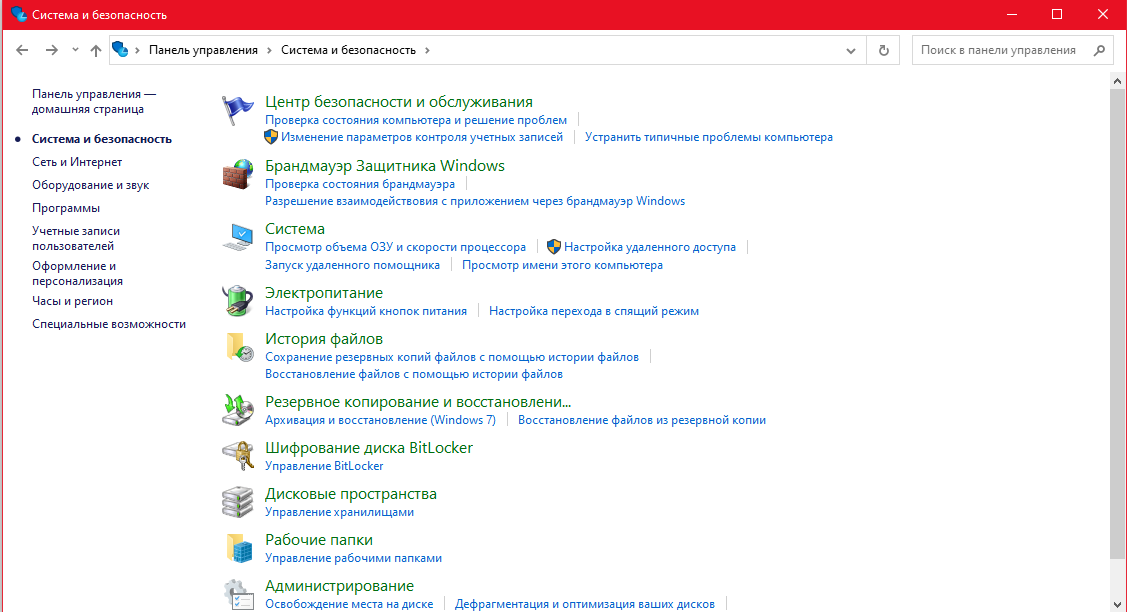 Система и безопасность
Панель управления > Система и безопасность >
Поиск в панели управления
Панель управления —
домашняя страница
Система и безопасность
Сеть и Интернет
Оборудование и звук
Программы
Учетные записи
пользователей
Оформление и
персонализация
Часы и регион
Специальные возможности
Центр безопасности и обслуживания
Проверка состояния компьютера и решение проблем
Изменение параметров контроля учетных записей
Устранить типичные проблемы компьютера
Брандмауэр Защитника Windows
Проверка состояния брандмауэра
Разрешение взаимодействовия с приложением через брандмауэр Windows
Система
Просмотр объема ОЗУ и скорости процессора
Настройка удаленного доступа
Запуск удаленного помощника
Просмотр имени этого компьютера
Электропитание
Настройка функций кнопок питания
Настройка перехода в спящий режим
История файлов
Сохранение резервных копий файлов с помощью истории файлов
Восстановление файлов с помощью истории файлов
Резервное копирование и восстановлени...
Архивация и восстановление (Windows 7)
Восстановление файлов из резервной копии
Шифрование диска BitLocker
Управление BitLocker
Дисковые пространства
Управление хранилищами
Рабочие папки
Управление рабочими папками
Администрирование
Освобождение места на диске
Дефрагментация и оптимизация ваших дисков